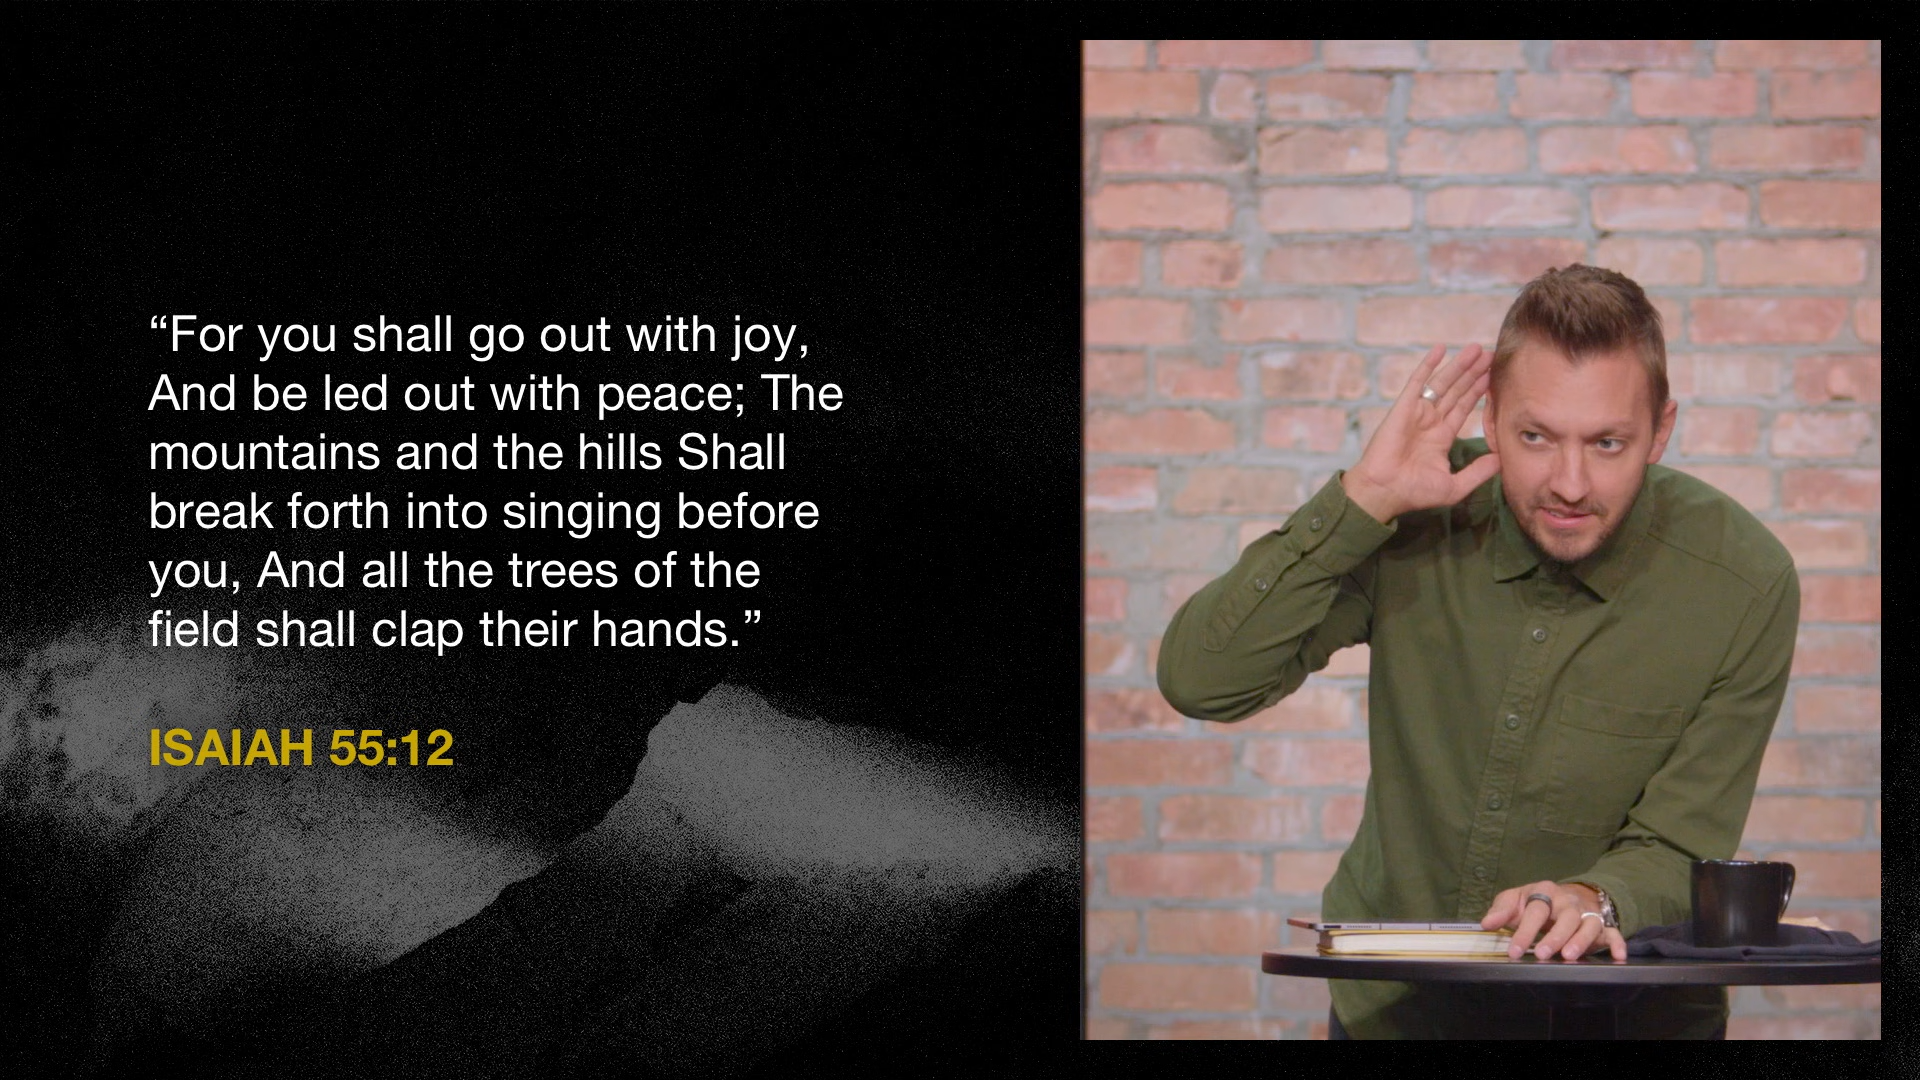 “For you shall go out with joy,
And be led out with peace; The
mountains and the hills Shall
break forth into singing before
you, And all the trees of the
field shall clap their hands.”
ISAIAH 55:12